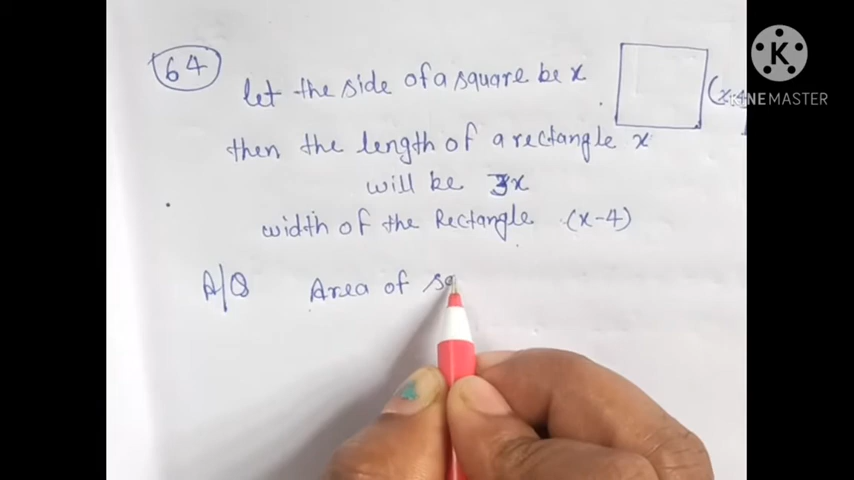 64
let the side of a square be x
(x-4
KINEMASTER
then the length of a rectangle x
will be 3x
width of the Rectangle (x-4)
A/Q Area of sq